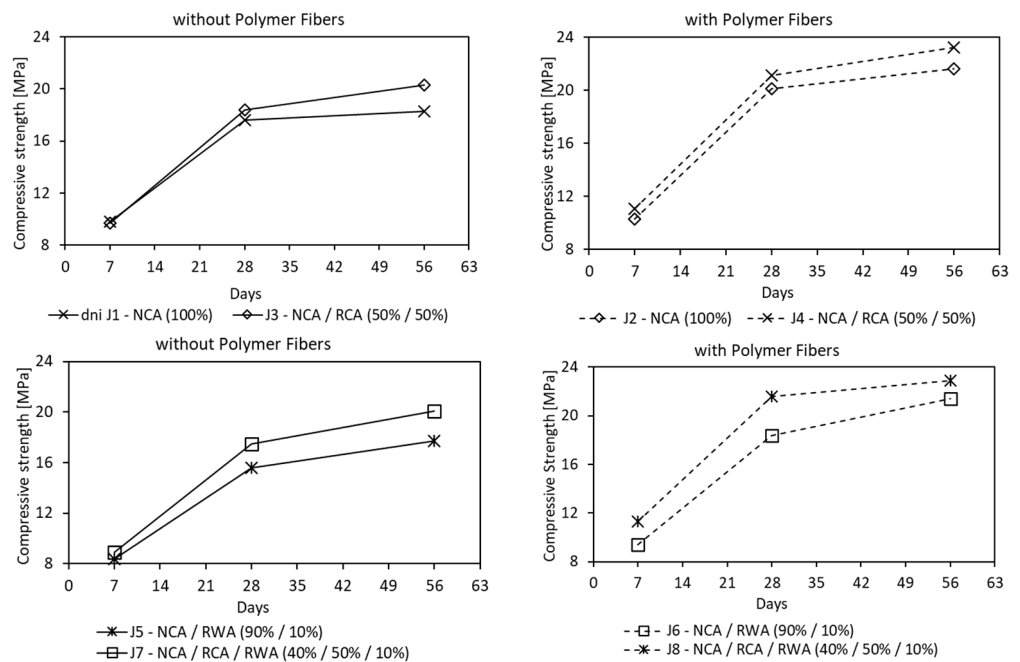 without Polymer Fibers
Compressive strength [MPa]
24
20
16
12
8
0 7 14 21 28 35 42 49 56 63
Days
dni J1 - NCA (100%) J3 - NCA / RCA (50% / 50%)
with Polymer Fibers
Compressive strength [MPa]
24
20
16
12
8
0 7 14 21 28 35 42 49 56 63
Days
J2 - NCA (100%) J4 - NCA / RCA (50% / 50%)
without Polymer Fibers
Compressive strength [MPa]
24
20
16
12
8
0 7 14 21 28 35 42 49 56 63
Days
J5 - NCA / RWA (90% / 10%)
J7 - NCA / RCA / RWA (40% / 50% / 10%)
with Polymer Fibers
Compressive Strength [MPa]
24
20
16
12
8
0 7 14 21 28 35 42 49 56 63
Days
J6 - NCA / RWA (90% / 10%)
J8 - NCA / RCA / RWA (40% / 50% / 10%)